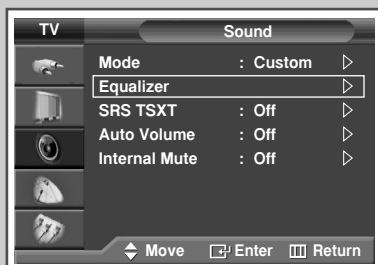 TV Sound
Mode : Custom
Equalizer
SRS TSXT : Off
Auto Volume : Off
Internal Mute : Off
Move Enter Return